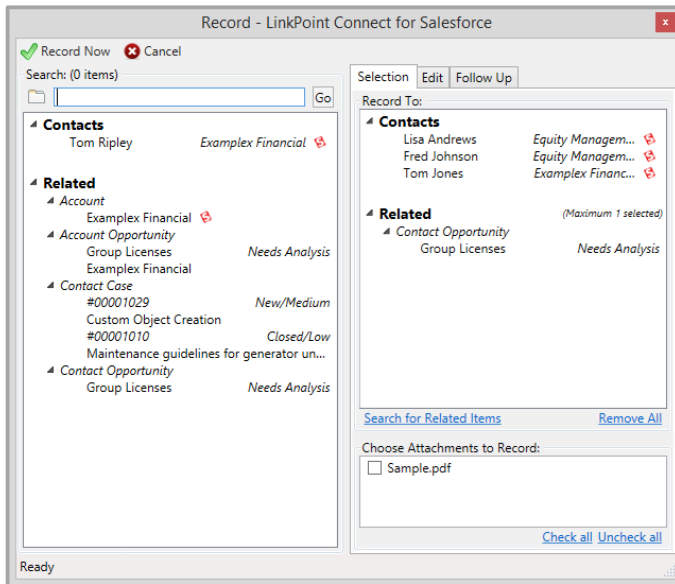 Record - LinkPoint Connect for Salesforce
x
Record Now Cancel
Search: (0 items)
Go
Contacts
Tom Ripley Examplex Financial
Related
Account
Examplex Financial
Account Opportunity
Group Licenses Needs Analysis
Examplex Financial
Contact Case
#00001029 New/Medium
Custom Object Creation
#00001010 Closed/Low
Maintenance guidelines for generator un...
Contact Opportunity
Group Licenses Needs Analysis
Selection Edit Follow Up
Record To:
Contacts
Lisa Andrews Equity Managem...
Fred Johnson Equity Managem...
Tom Jones Examplex Financ...
Related (Maximum 1 selected)
Contact Opportunity
Group Licenses Needs Analysis
Search for Related Items Remove All
Choose Attachments to Record:
Sample.pdf
Check all Uncheck all
Ready